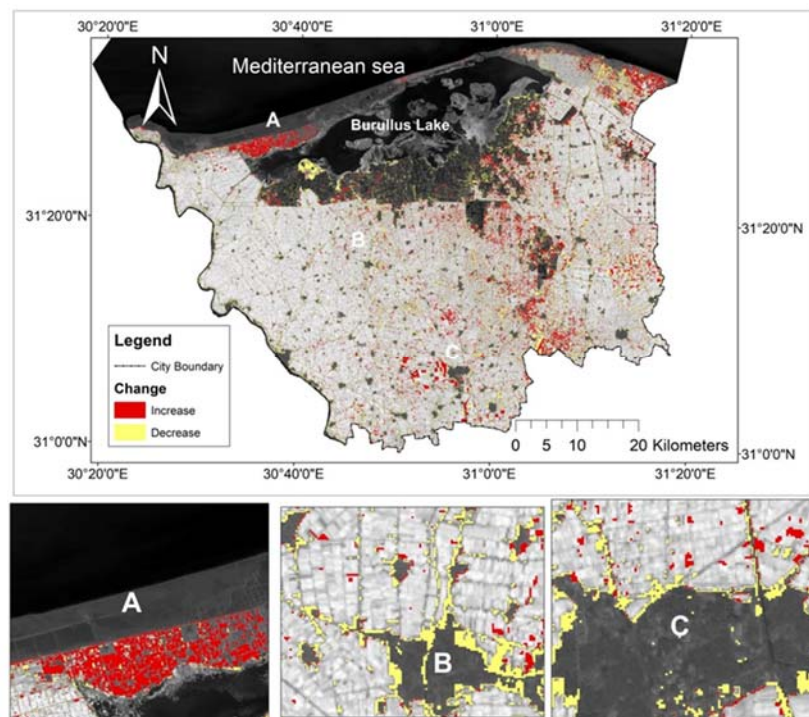 30°20'0"E 30°40'0"E 31°0'0"E 31°20'0"E
N
Mediterranean sea
A
Burullus Lake
31°20'0"N 31°20'0"N
B
C
Legend
City Boundary
Change
Increase
Decrease
0 5 10 20 Kilometers
31°0'0"N 31°0'0"N
30°20'0"E 30°40'0"E 31°0'0"E 31°20'0"E
A
B
C